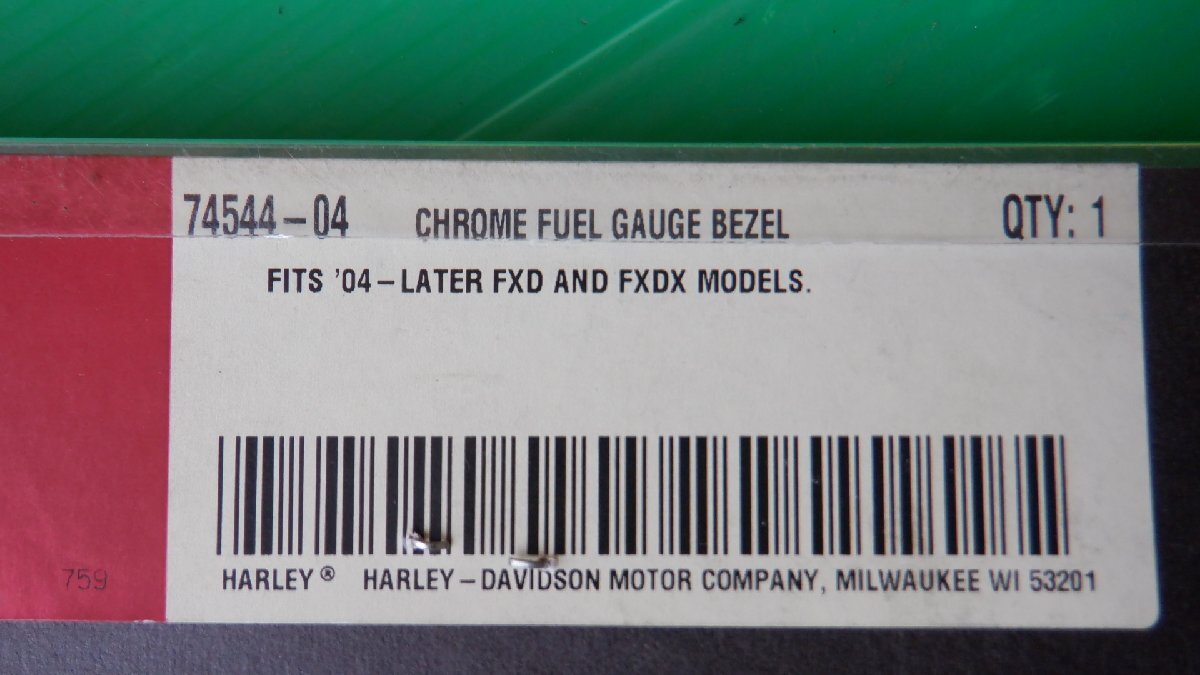 74544-04 CHROME FUEL GAUGE BEZEL QTY: 1
FITS '04-LATER FXD AND FXDX MODELS.
759 HARLEY® HARLEY-DAVIDSON MOTOR COMPANY, MILWAUKEE WI 53201